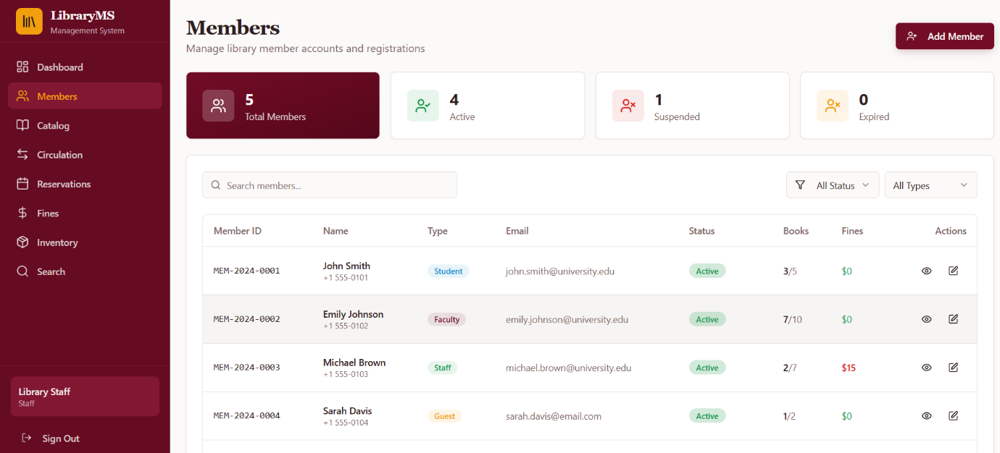 LibraryMS
Management System
Dashboard
Members
Catalog
Circulation
Reservations
Fines
Inventory
Search
Library Staff
Staff
Sign Out
Members
Manage library member accounts and registrations
Add Member
5
Total Members
4
Active
1
Suspended
0
Expired
Search members...
All Status
All Types
Member ID Name Type Email Status Books Fines Actions
MEM-2024-0001 John Smith Student john.smith@university.edu Active 3/5 $0
+1 555-0101
MEM-2024-0002 Emily Johnson Faculty emily.johnson@university.edu Active 7/10 $0
+1 555-0102
MEM-2024-0003 Michael Brown Staff michael.brown@university.edu Active 2/7 $15
+1 555-0103
MEM-2024-0004 Sarah Davis Guest sarah.davis@email.com Active 1/2 $0
+1 555-0104